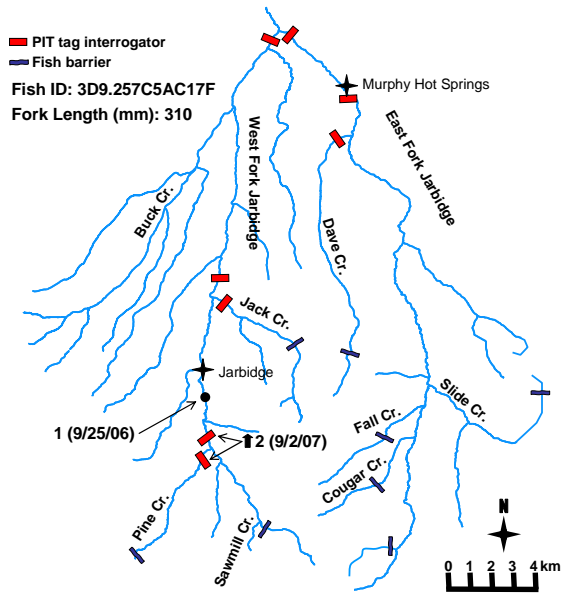 PIT tag interrogator
Fish barrier
Fish ID: 3D9.257C5AC17F
Fork Length (mm): 310
Murphy Hot Springs
West Fork Jarbidge
East Fork Jarbidge
Buck Cr.
Dave Cr.
Jack Cr.
Jarbidge
Slide Cr.
1 (9/25/06)
2 (9/2/07)
Fall Cr.
Cougar Cr.
Pine Cr.
Sawmill Cr.
N
0 1 2 3 4 km